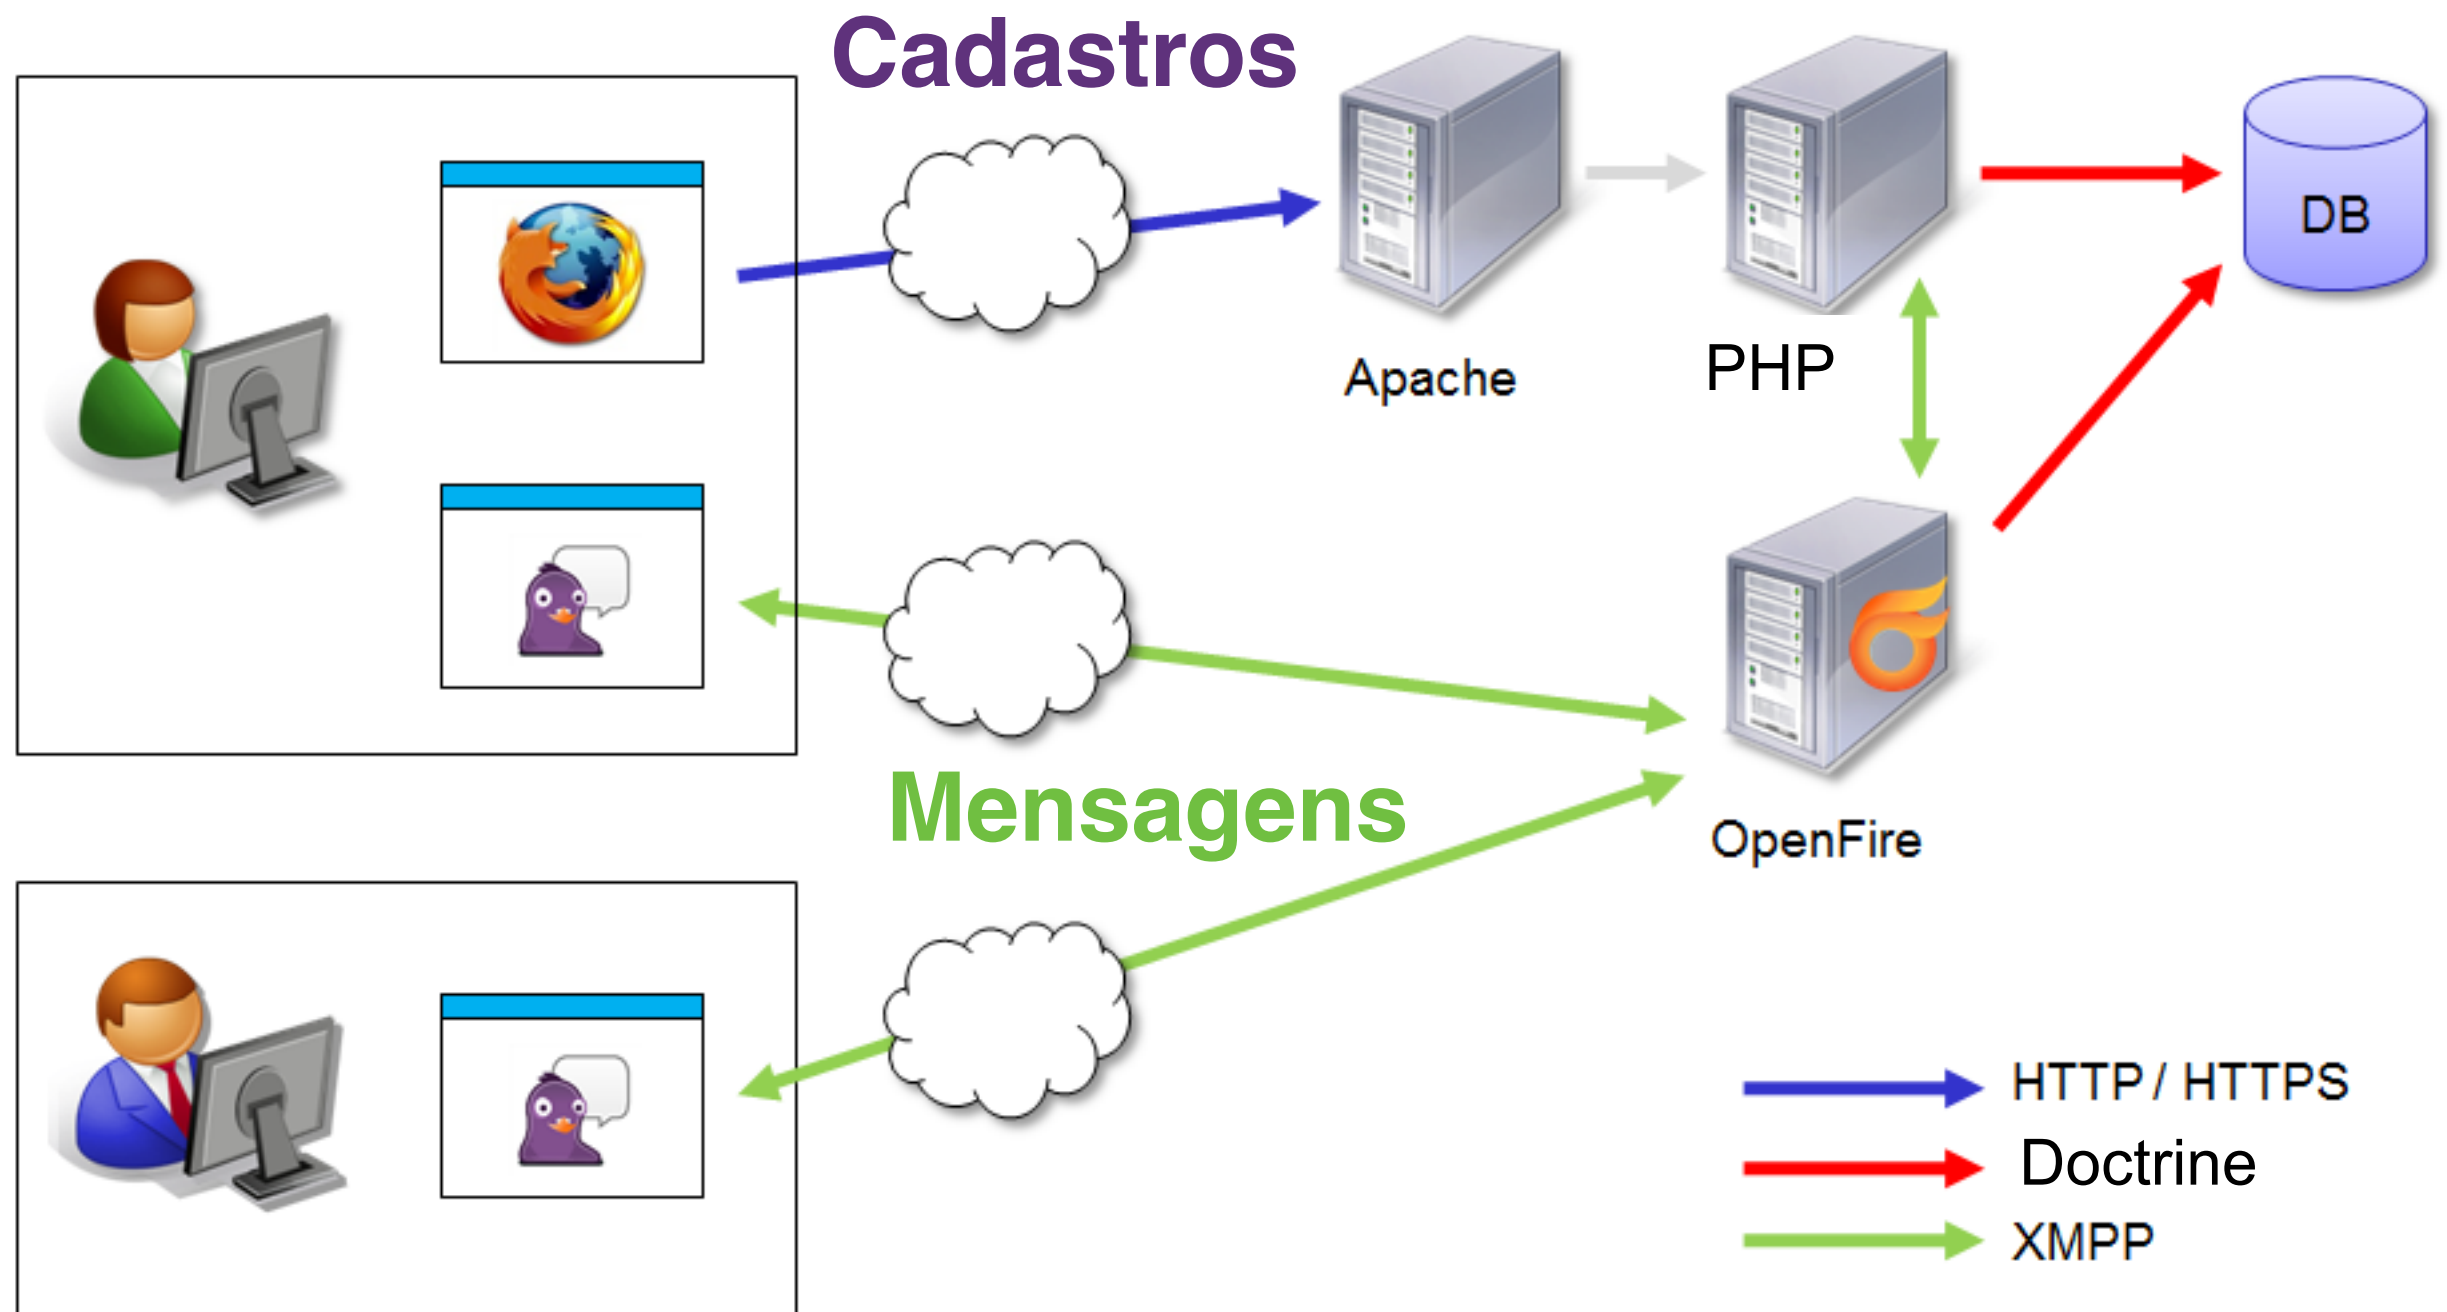 Cadastros
DB
Apache
PHP
Mensagens
OpenFire
HTTP / HTTPS
Doctrine
XMPP